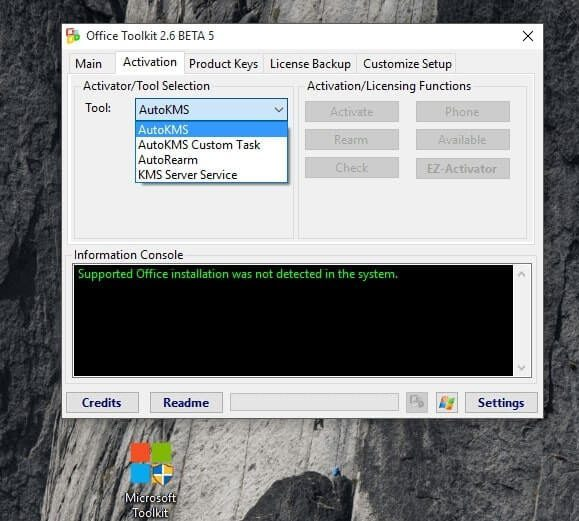 Office Toolkit 2.6 BETA 5
Main Activation Product Keys License Backup Customize Setup
Activator/Tool Selection
Tool: AutoKMS
AutoKMS
AutoKMS Custom Task
AutoRearm
KMS Server Service
Activation/Licensing Functions
Activate Phone
Rearm Available
Check EZ-Activator
Information Console
Supported Office installation was not detected in the system.
Credits Readme Settings
Microsoft
Toolkit